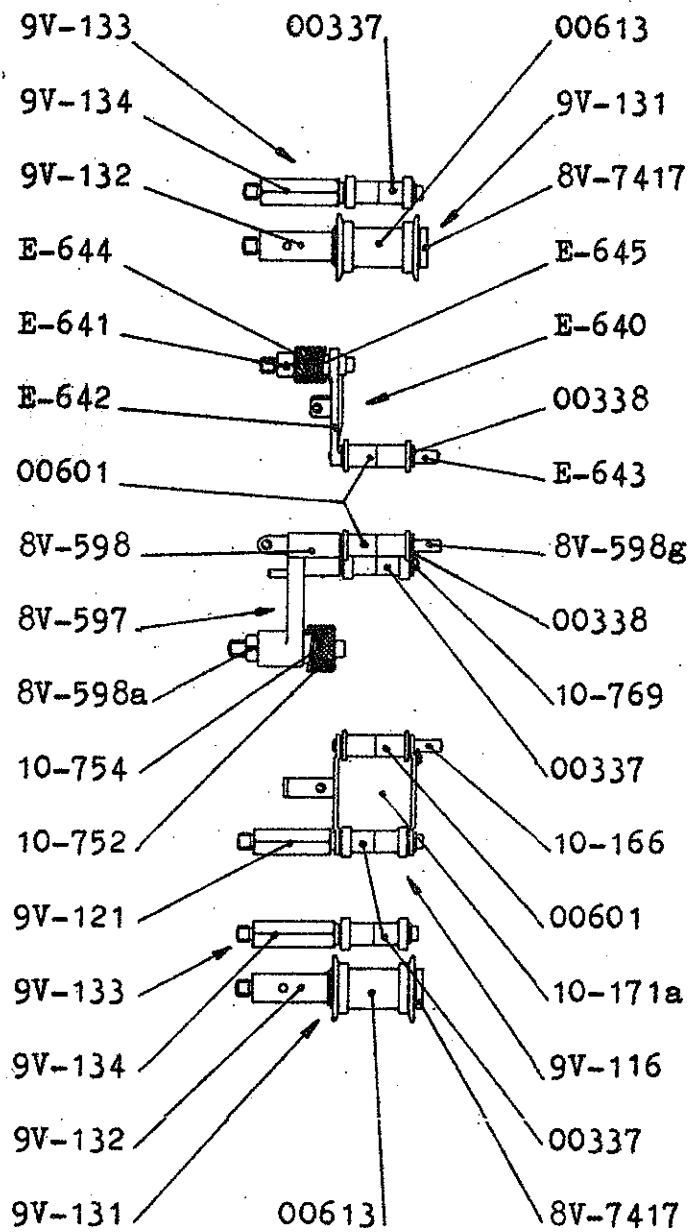 9V-133 00337 00613
9V-134 9V-131
9V-132 8V-7417
E-644 E-645
E-641 E-640
E-642 00338
00601 E-643
8V-598 8V-598g
8V-597 00338
8V-598a 10-769
10-754 00337
10-752 10-166
9V-121 00601
9V-133 10-171a
9V-134 9V-116
9V-132 00337
9V-131 00613 8V-7417